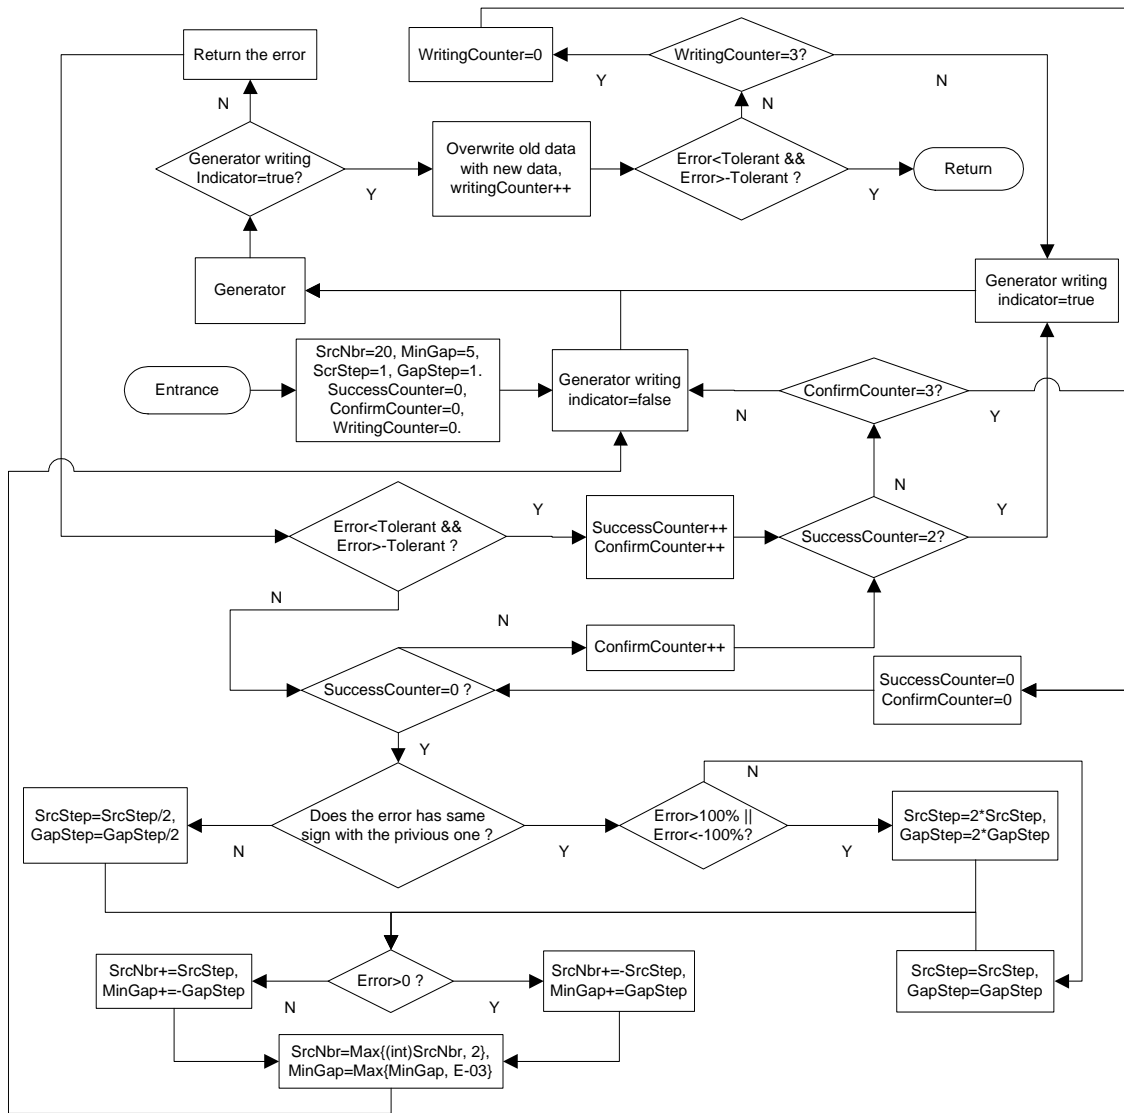 Return the error
WritingCounter=0
WritingCounter=3?
Y
N
N
N
Generator writing
Indicator=true?
Y
Overwrite old data
with new data,
writingCounter++
Error<Tolerant &&
Error>-Tolerant ?
Y
Return
Generator
Generator writing
indicator=true
Entrance
SrcNbr=20, MinGap=5,
ScrStep=1, GapStep=1.
SuccessCounter=0,
ConfirmCounter=0,
WritingCounter=0.
Generator writing
indicator=false
ConfirmCounter=3?
N
Y
Error<Tolerant &&
Error>-Tolerant ?
Y
SuccessCounter++
ConfirmCounter++
N
SuccessCounter=2?
Y
N
N
ConfirmCounter++
SuccessCounter=0 ?
SuccessCounter=0
ConfirmCounter=0
Y
N
SrcStep=SrcStep/2,
GapStep=GapStep/2
N
Does the error has same
sign with the privious one ?
Y
Error>100% ||
Error<-100%?
Y
SrcStep=2*SrcStep,
GapStep=2*GapStep
SrcNbr+=SrcStep,
MinGap+=-GapStep
N
Error>0 ?
Y
SrcNbr+=-SrcStep,
MinGap+=GapStep
SrcStep=SrcStep,
GapStep=GapStep
SrcNbr=Max{(int)SrcNbr, 2},
MinGap=Max{MinGap, E-03}